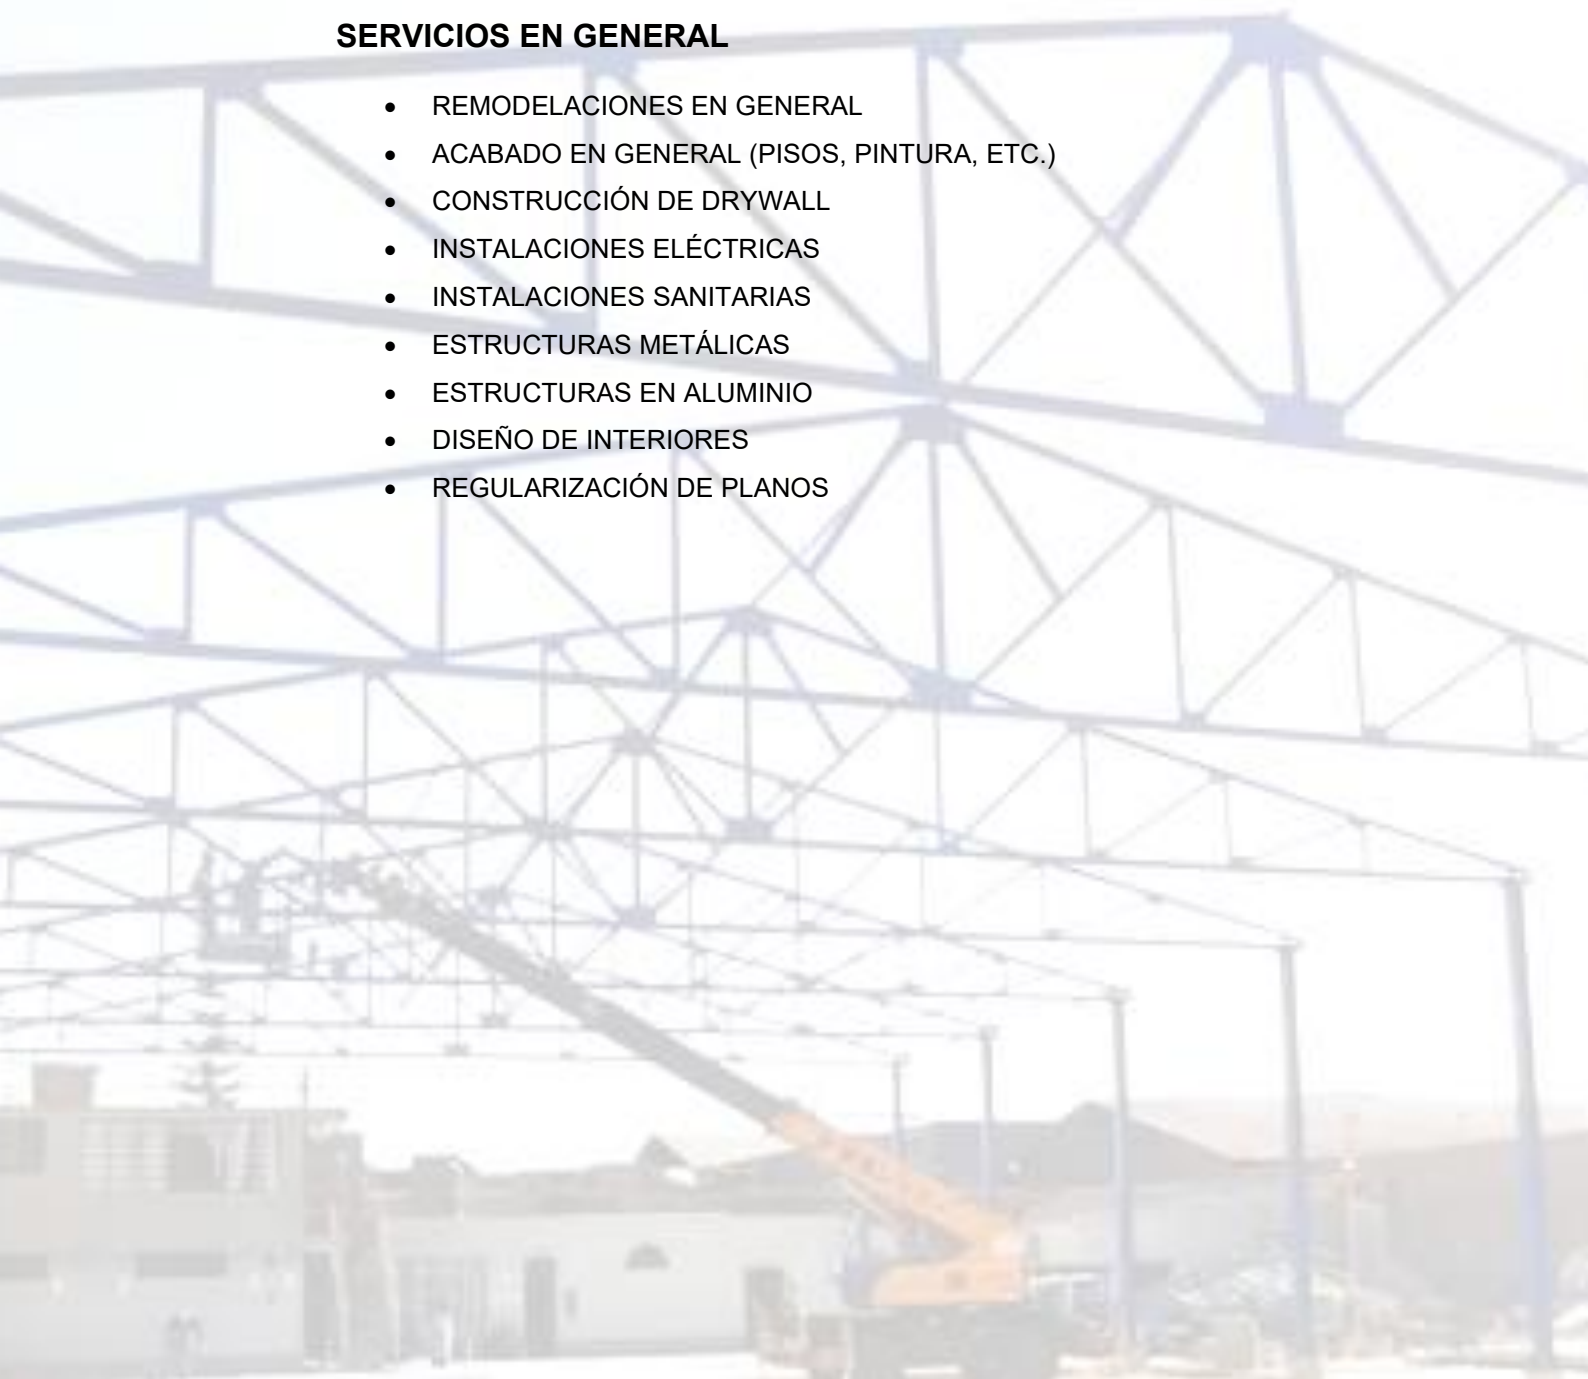 SERVICIOS EN GENERAL
• REMODELACIONES EN GENERAL
• ACABADO EN GENERAL (PISOS, PINTURA, ETC.)
• CONSTRUCCIÓN DE DRYWALL
• INSTALACIONES ELÉCTRICAS
• INSTALACIONES SANITARIAS
• ESTRUCTURAS METÁLICAS
• ESTRUCTURAS EN ALUMINIO
• DISEÑO DE INTERIORES
• REGULARIZACIÓN DE PLANOS